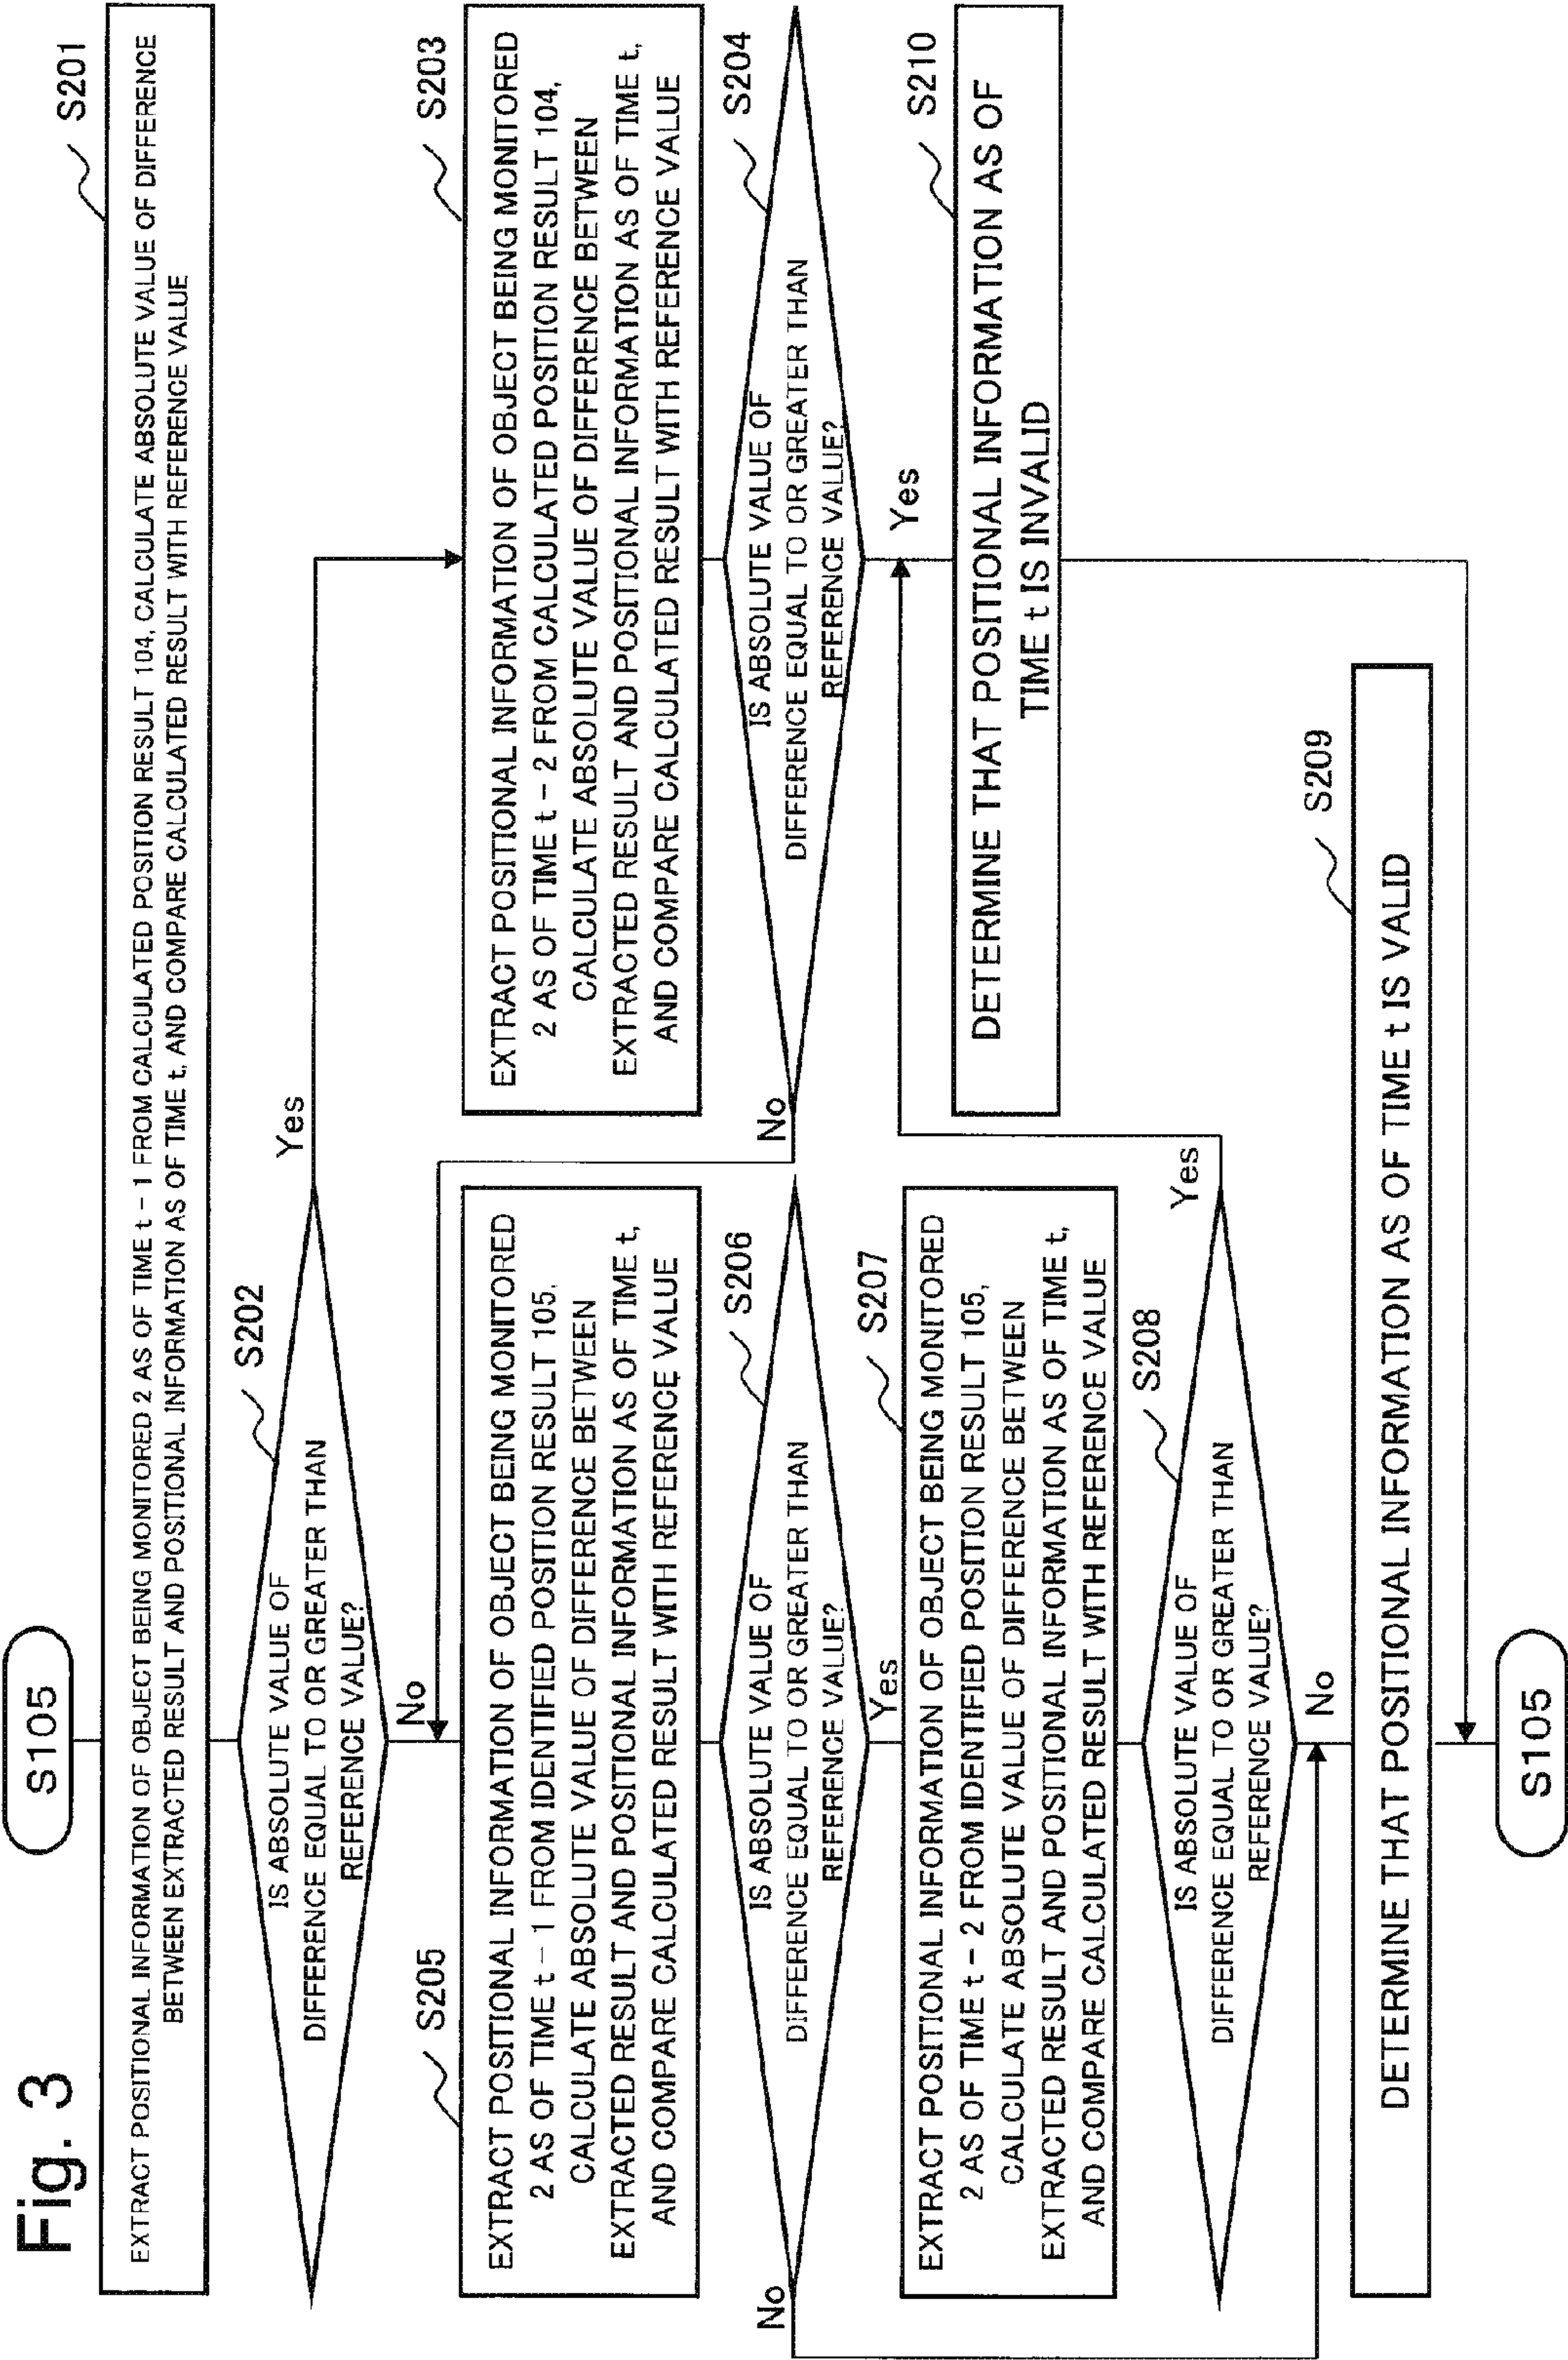 Fig. 3
S105
S201
EXTRACT POSITIONAL INFORMATION OF OBJECT BEING MONITORED 2 AS OF TIME t - 1 FROM CALCULATED POSITION RESULT 104, CALCULATE ABSOLUTE VALUE OF DIFFERENCE
BETWEEN EXTRACTED RESULT AND POSITIONAL INFORMATION AS OF TIME t, AND COMPARE CALCULATED RESULT WITH REFERENCE VALUE
S202
IS ABSOLUTE VALUE OF
DIFFERENCE EQUAL TO OR GREATER THAN
REFERENCE VALUE?
Yes
No
S203
EXTRACT POSITIONAL INFORMATION OF OBJECT BEING MONITORED
2 AS OF TIME t - 2 FROM CALCULATED POSITION RESULT 104,
CALCULATE ABSOLUTE VALUE OF DIFFERENCE BETWEEN
EXTRACTED RESULT AND POSITIONAL INFORMATION AS OF TIME t,
AND COMPARE CALCULATED RESULT WITH REFERENCE VALUE
S204
IS ABSOLUTE VALUE OF
DIFFERENCE EQUAL TO OR GREATER THAN
REFERENCE VALUE?
No
Yes
S205
EXTRACT POSITIONAL INFORMATION OF OBJECT BEING MONITORED
2 AS OF TIME t - 1 FROM IDENTIFIED POSITION RESULT 105,
CALCULATE ABSOLUTE VALUE OF DIFFERENCE BETWEEN
EXTRACTED RESULT AND POSITIONAL INFORMATION AS OF TIME t,
AND COMPARE CALCULATED RESULT WITH REFERENCE VALUE
S206
IS ABSOLUTE VALUE OF
DIFFERENCE EQUAL TO OR GREATER THAN
REFERENCE VALUE?
No
Yes
S207
EXTRACT POSITIONAL INFORMATION OF OBJECT BEING MONITORED
2 AS OF TIME t - 2 FROM IDENTIFIED POSITION RESULT 105,
CALCULATE ABSOLUTE VALUE OF DIFFERENCE BETWEEN
EXTRACTED RESULT AND POSITIONAL INFORMATION AS OF TIME t,
AND COMPARE CALCULATED RESULT WITH REFERENCE VALUE
S208
IS ABSOLUTE VALUE OF
DIFFERENCE EQUAL TO OR GREATER THAN
REFERENCE VALUE?
Yes
No
S210
DETERMINE THAT POSITIONAL INFORMATION AS OF
TIME t IS INVALID
S209
DETERMINE THAT POSITIONAL INFORMATION AS OF TIME t IS VALID
S105